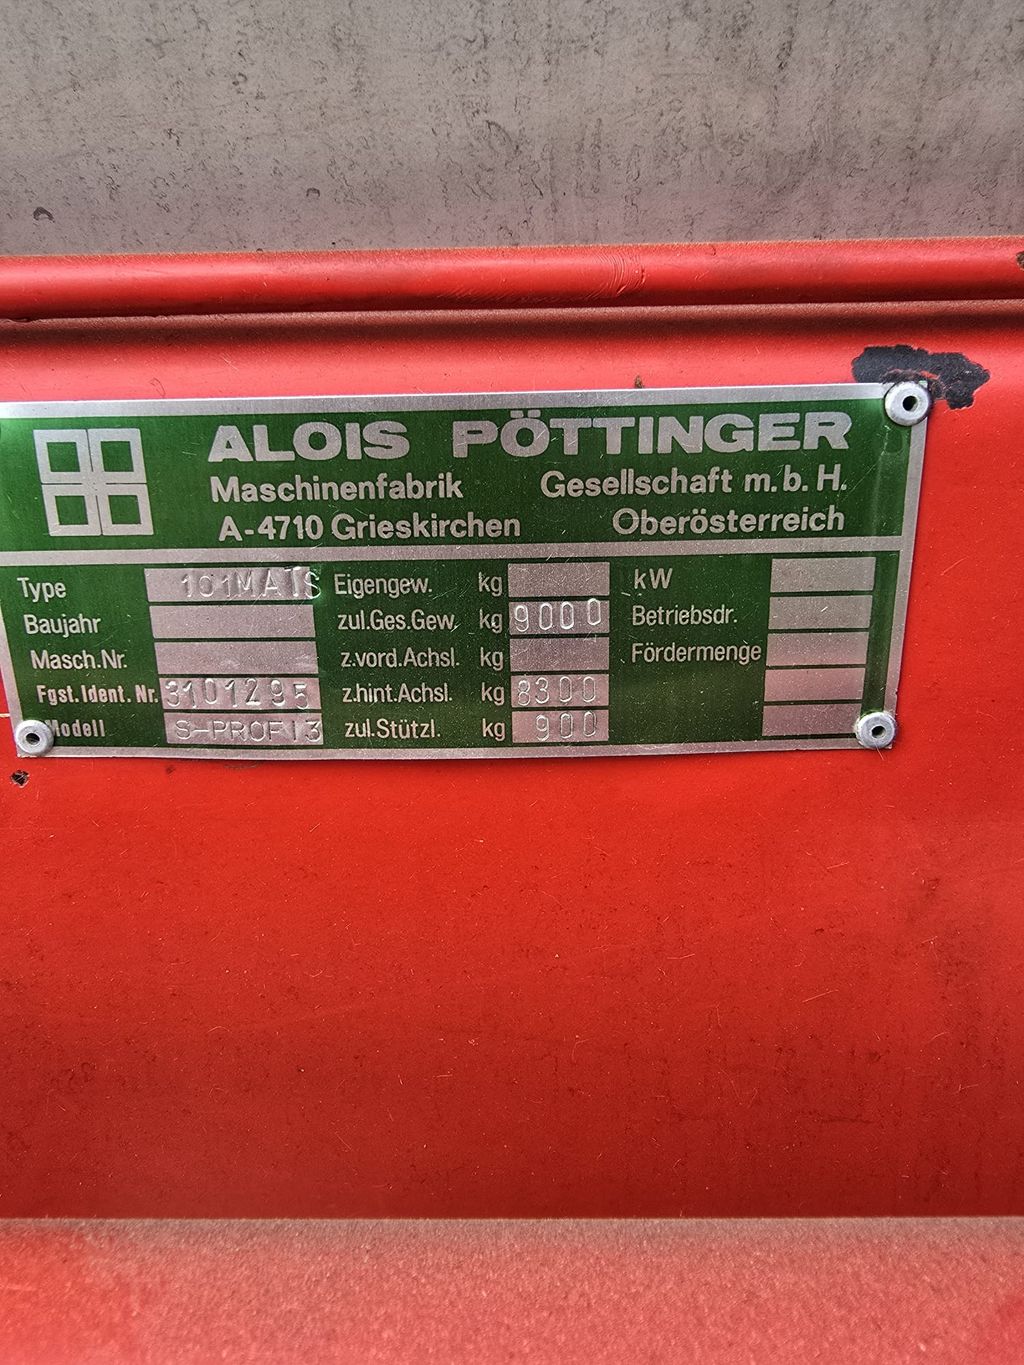 ALOIS PÖTTINGER
Maschinenfabrik Gesellschaft m.b.H.
A-4710 Grieskirchen Oberösterreich
Type 101MATS Eigengew. kg kW
Baujahr zul.Ges.Gew. kg 9000 Betriebsdr.
Masch.Nr. z.vord.Achsl. kg Fördermenge
Fgst.Ident.Nr. 3101295 z.hint.Achsl. kg 8300
Modell S-PROFI3 zul.Stützl. kg 900